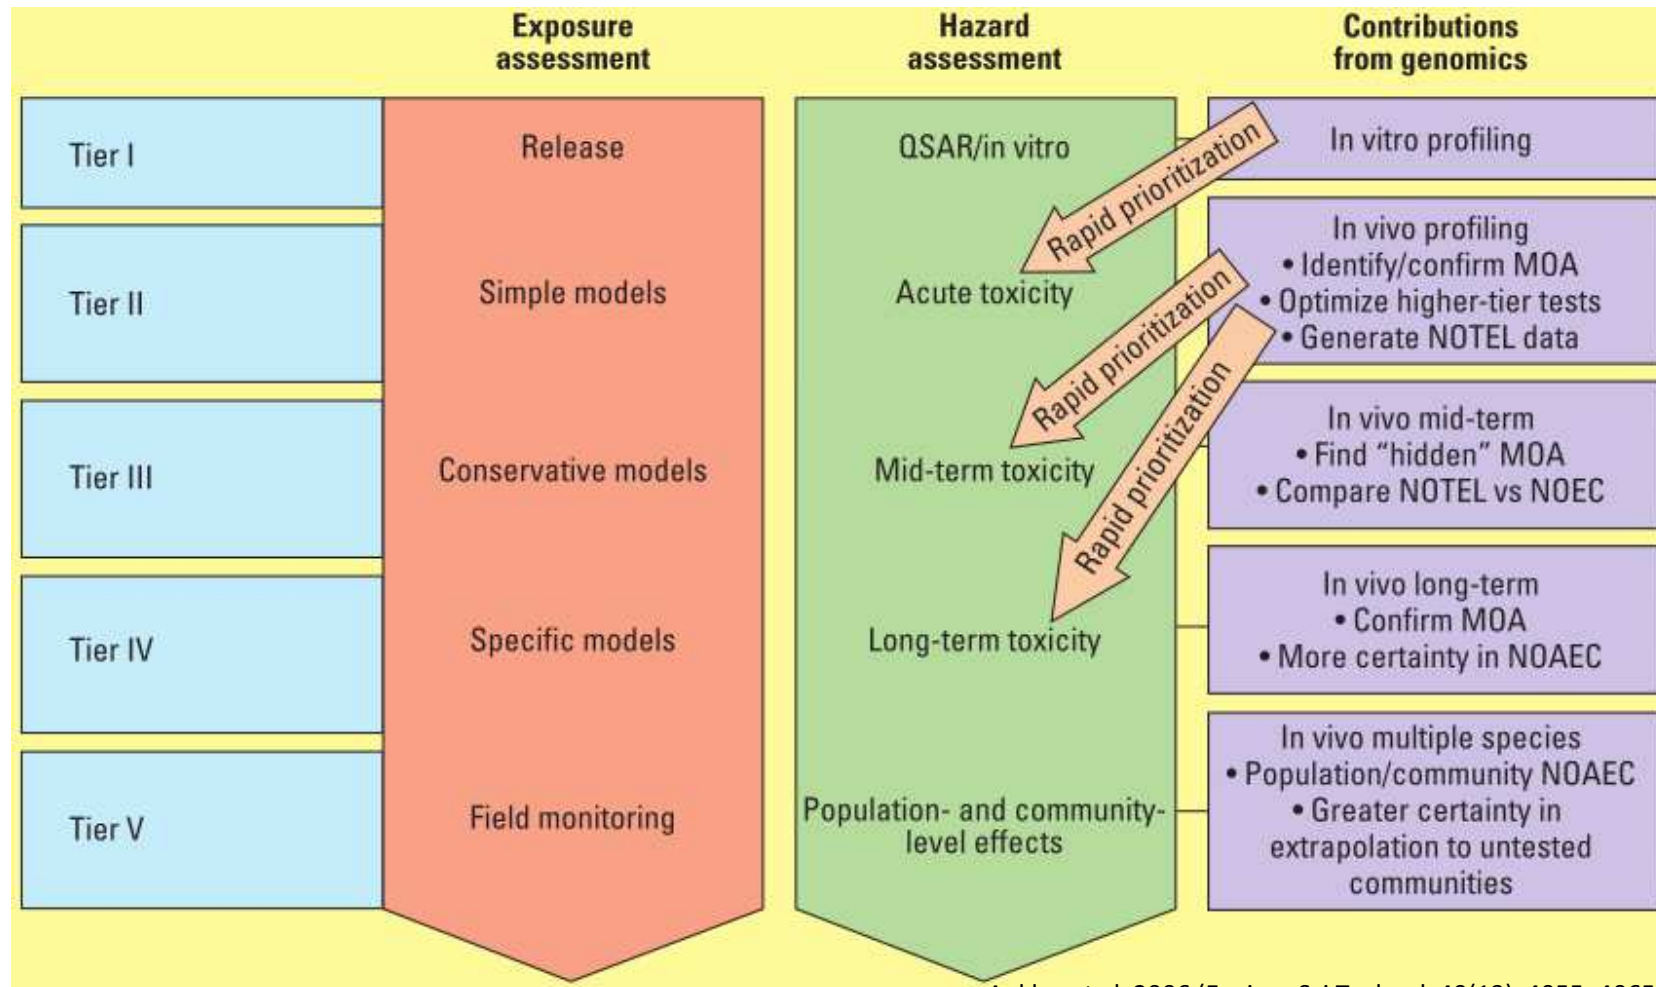 Exposure
assessment
Hazard
assessment
Contributions
from genomics
Tier I
Release
QSAR/in vitro
Rapid prioritization
In vitro profiling
Tier II
Simple models
Acute toxicity
Rapid prioritization
In vivo profiling
• Identify/confirm MOA
• Optimize higher-tier tests
• Generate NOTEL data
Tier III
Conservative models
Mid-term toxicity
Rapid prioritization
In vivo mid-term
• Find “hidden” MOA
• Compare NOTEL vs NOEC
Tier IV
Specific models
Long-term toxicity
In vivo long-term
• Confirm MOA
• More certainty in NOAEC
Tier V
Field monitoring
Population- and community-
level effects
In vivo multiple species
• Population/community NOAEC
• Greater certainty in
extrapolation to untested
communities